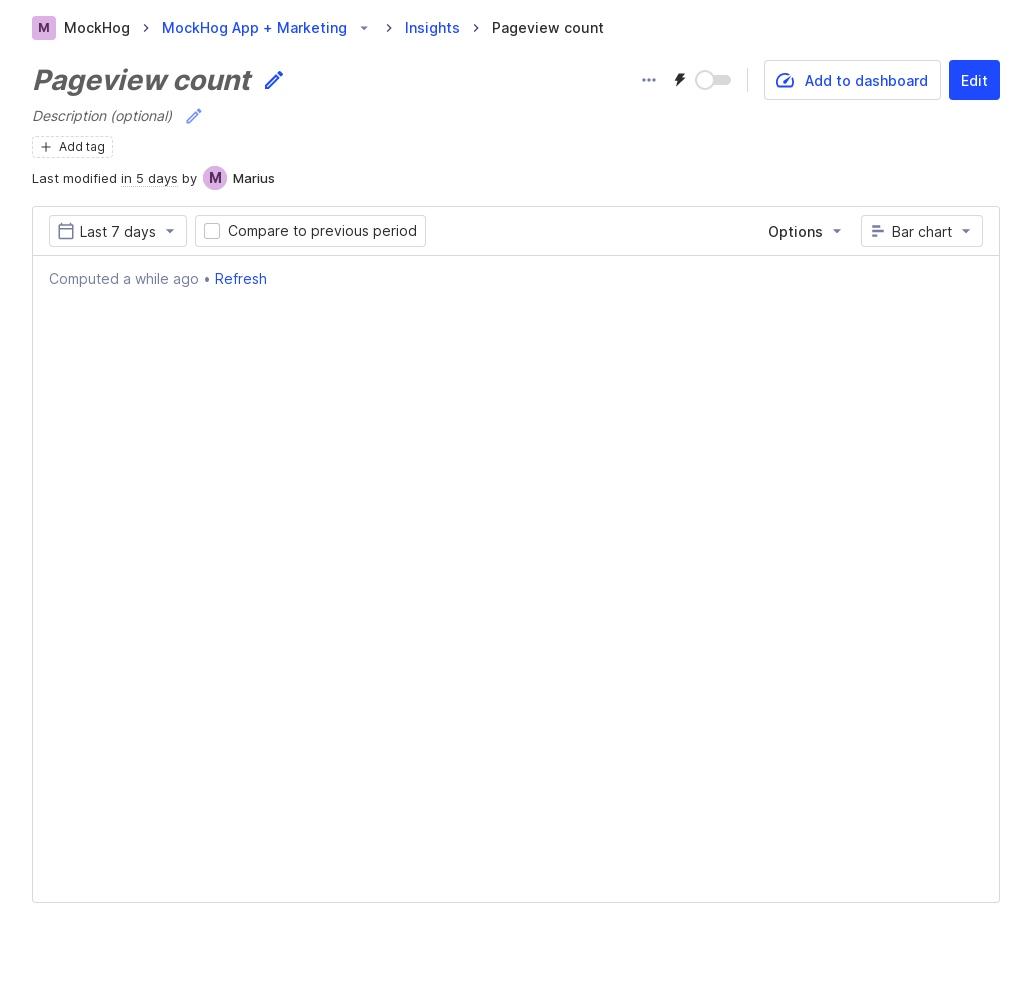 M MockHog MockHog App + Marketing Insights Pageview count
Pageview count
Add to dashboard Edit
Description (optional)
Add tag
Last modified in 5 days by M Marius
Last 7 days Compare to previous period Options Bar chart
Computed a while ago • Refresh